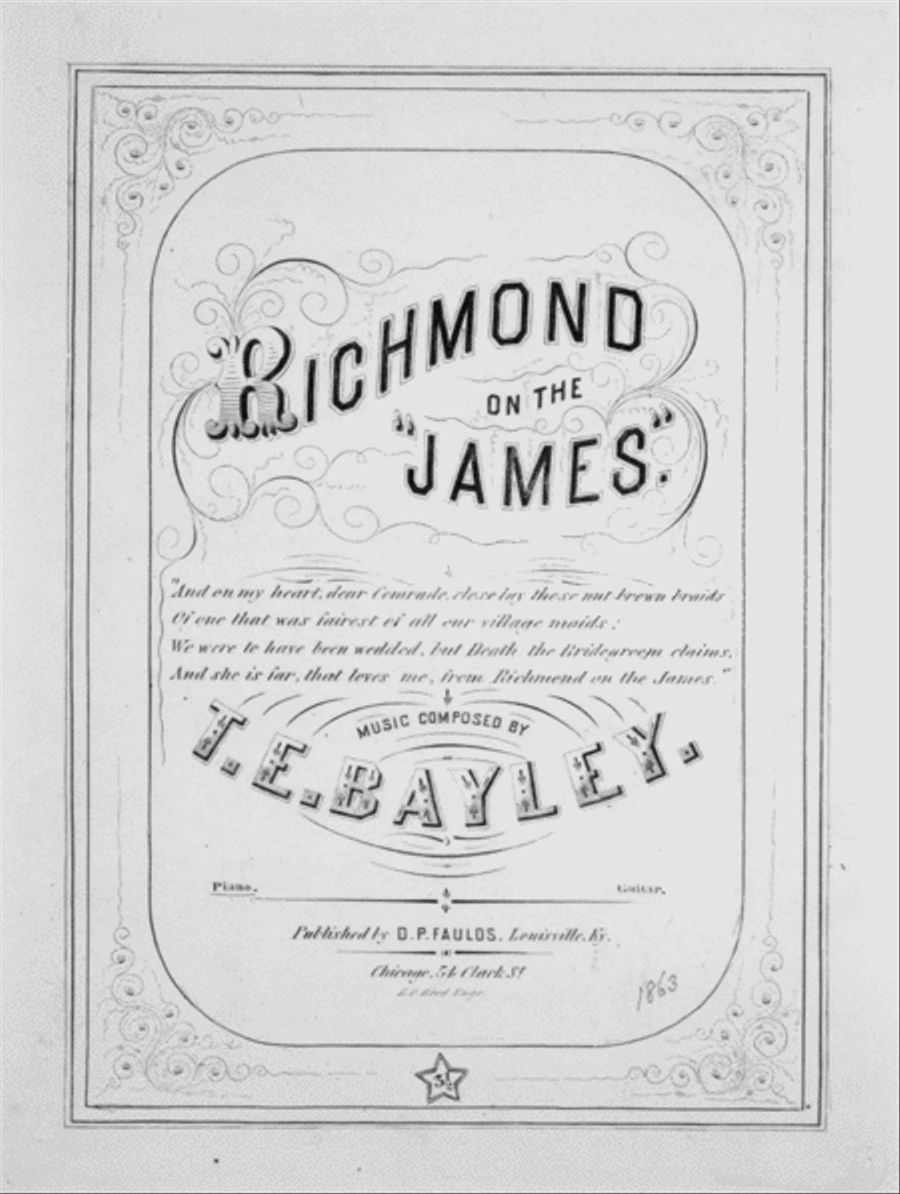 RICHMOND
ON THE
"JAMES."
"And on my heart, dear Comrade, close lay those nut brown braids
Of one that was fairest of all our village maids;
We were to have been wedded, but Death, the Bridegroom claims,
And she is far, that loves me, from Richmond on the James."
MUSIC COMPOSED BY
T. E. BAYLEY.
Piano. Guitar.
Published by D. P. FAULDS, Louisville, Ky.
Chicago, 54 Clark St
1863